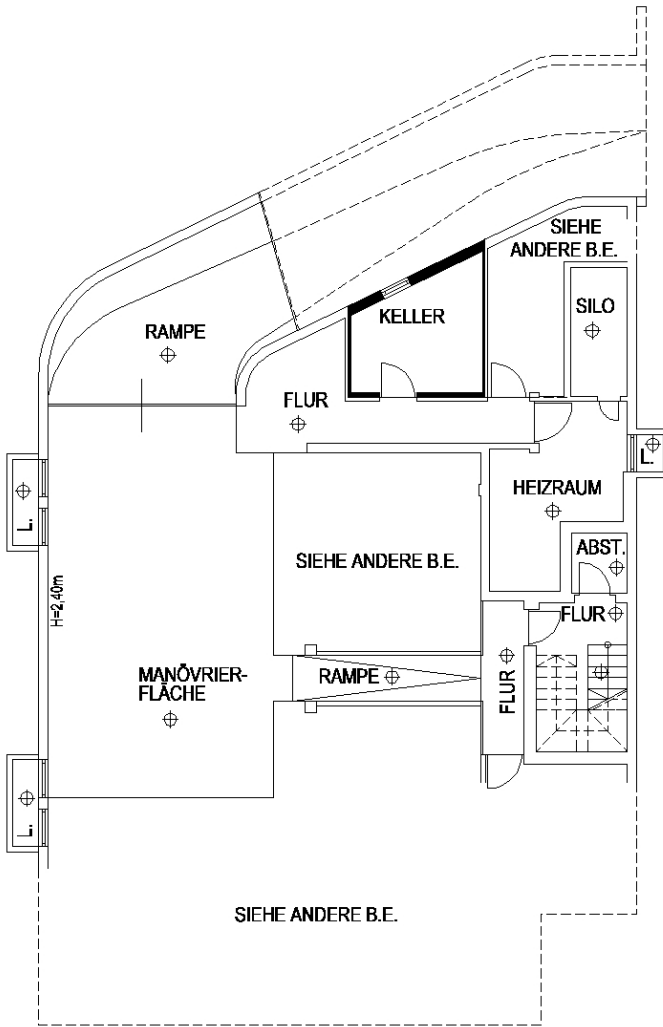 SIEHE
ANDERE B.E.
SILO
KELLER
RAMPE
FLUR
L.
HEIZRAUM
L.
ABST.
SIEHE ANDERE B.E.
H=2,40m
FLUR
MANÖVRIER-
FLÄCHE
RAMPE
FLUR
L.
SIEHE ANDERE B.E.